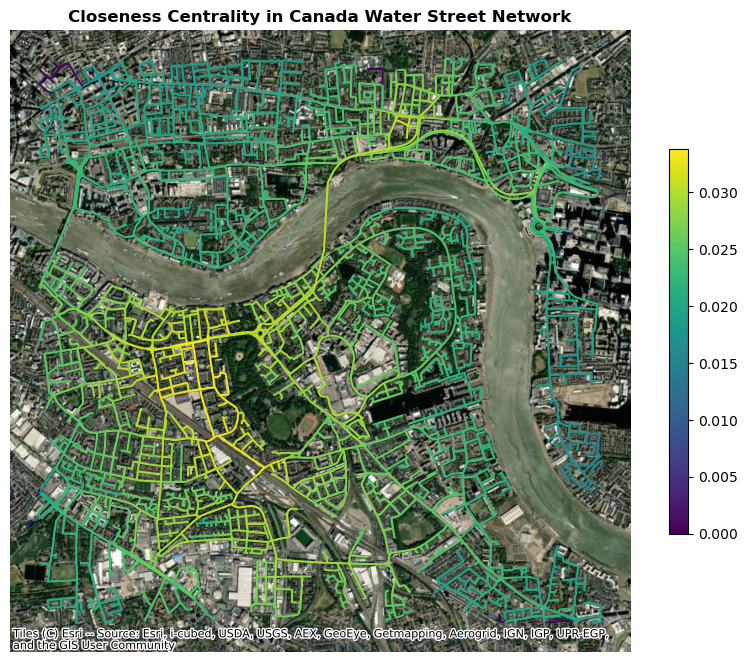 Closeness Centrality in Canada Water Street Network
0.030
0.025
0.020
0.015
0.010
0.005
0.000
Tiles (C) Esri -- Source: Esri, i-cubed, USDA, USGS, AEX, GeoEye, Getmapping, Aerogrid, IGN, IGP, UPR-EGP,
and the GIS User Community